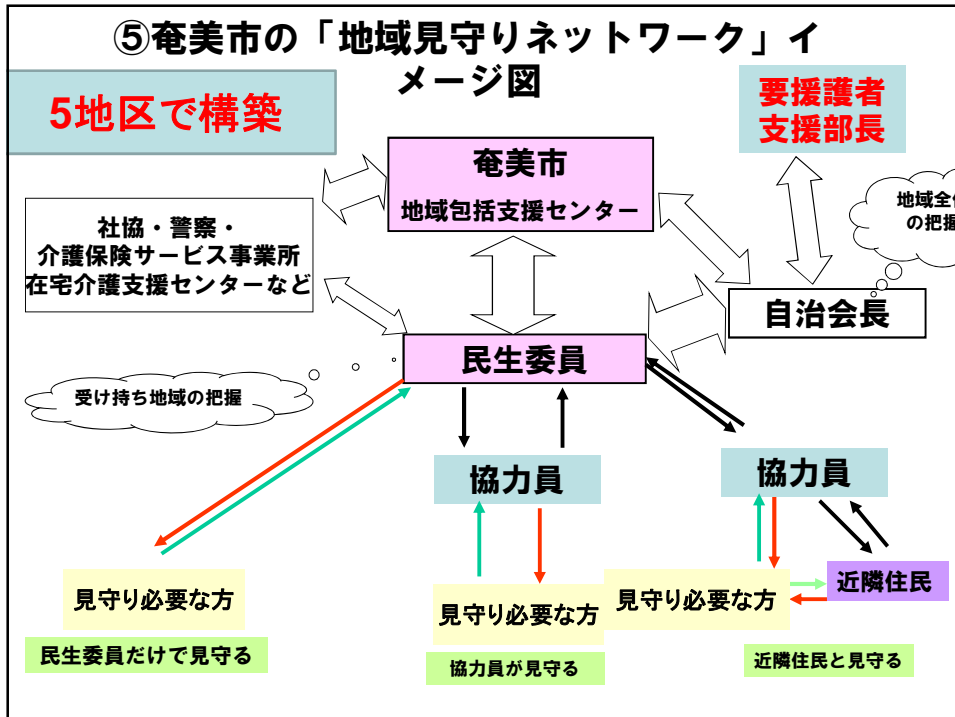 ⑤奄美市の「地域見守りネットワーク」イ
メージ図
5地区で構築
要援護者
支援部長
奄美市
地域包括支援センター
地域全
の把握
社協・警察・
介護保険サービス事業所
在宅介護支援センターなど
自治会長
民生委員
受け持ち地域の把握
協力員
協力員
見守り必要な方
見守り必要な方
見守り必要な方
近隣住民
民生委員だけで見守る
協力員が見守る
近隣住民と見守る